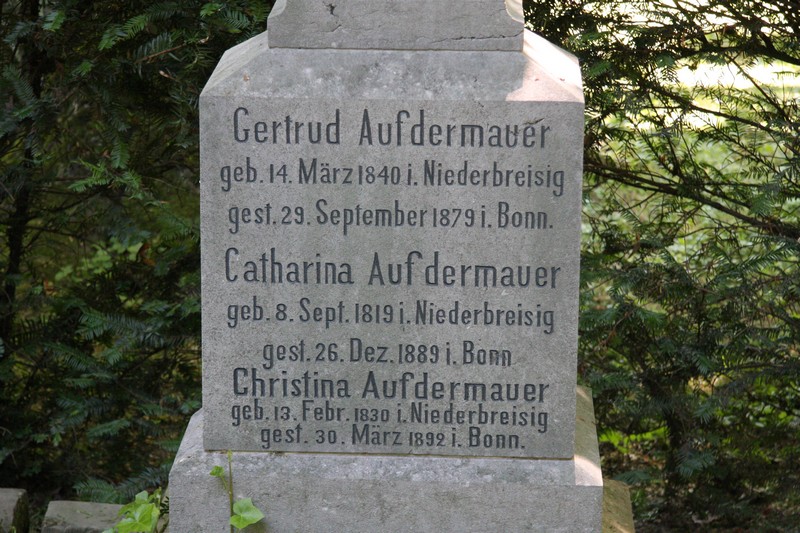 Gertrud Aufdermauer
geb. 14. März 1840 i. Niederbreisig
gest. 29. September 1879 i. Bonn.
Catharina Aufdermauer
geb. 8. Sept. 1819 i. Niederbreisig
gest. 26. Dez. 1889 i. Bonn
Christina Aufdermauer
geb. 13. Febr. 1830 i. Niederbreisig
gest. 30. März 1892 i. Bonn.